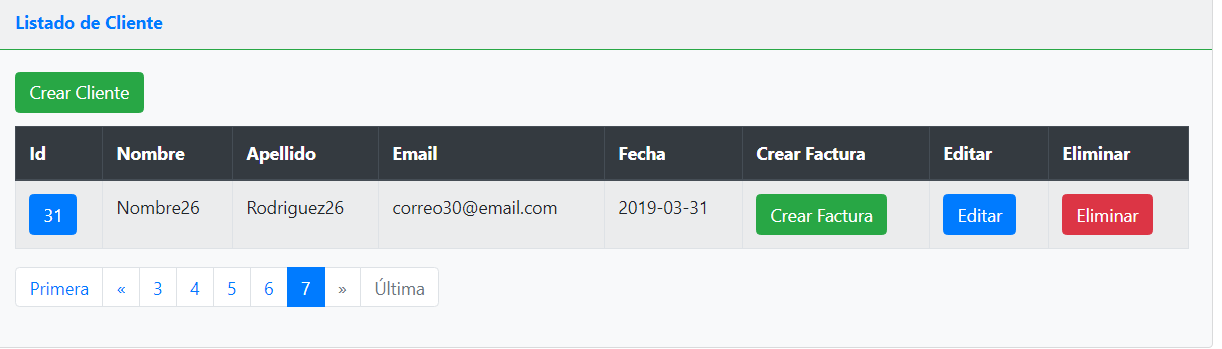 Listado de Cliente
Crear Cliente
Id Nombre Apellido Email Fecha Crear Factura Editar Eliminar
31 Nombre26 Rodriguez26 correo30@email.com 2019-03-31 Crear Factura Editar Eliminar
Primera « 3 4 5 6 7 » Última